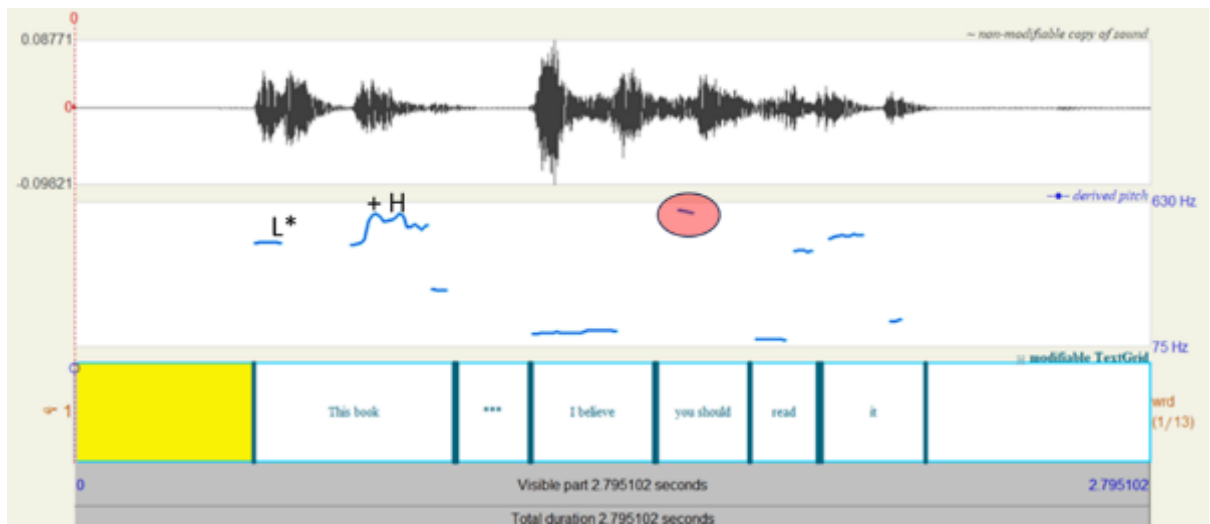 0
0.08771
~ non-modifiable copy of sound
0
-0.09821
derived pitch
630 Hz
L*
+ H
75 Hz
modifiable TextGrid
1
This book
***
I believe
you should
read
it
wrd
(1/13)
0
Visible part 2.795102 seconds
2.795102
Total duration 2.795102 seconds